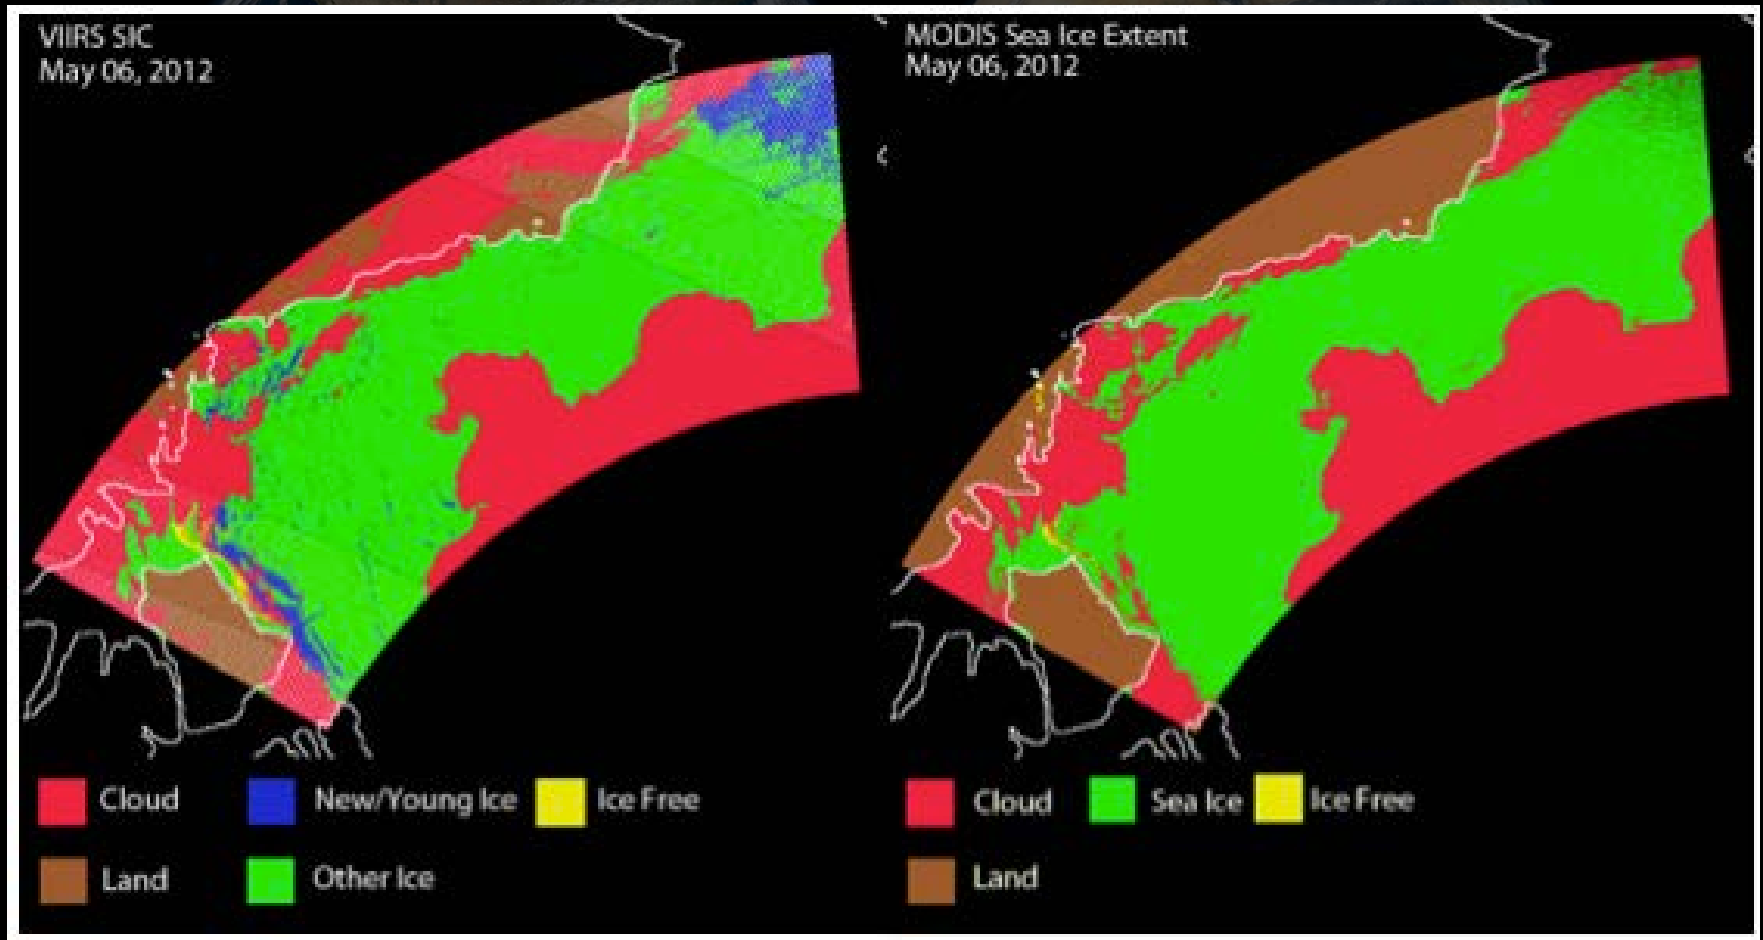 VIIRS SIC
May 06, 2012
MODIS Sea Ice Extent
May 06, 2012
Cloud
New/Young Ice
Ice Free
Land
Other Ice
Cloud
Sea Ice
Ice Free
Land